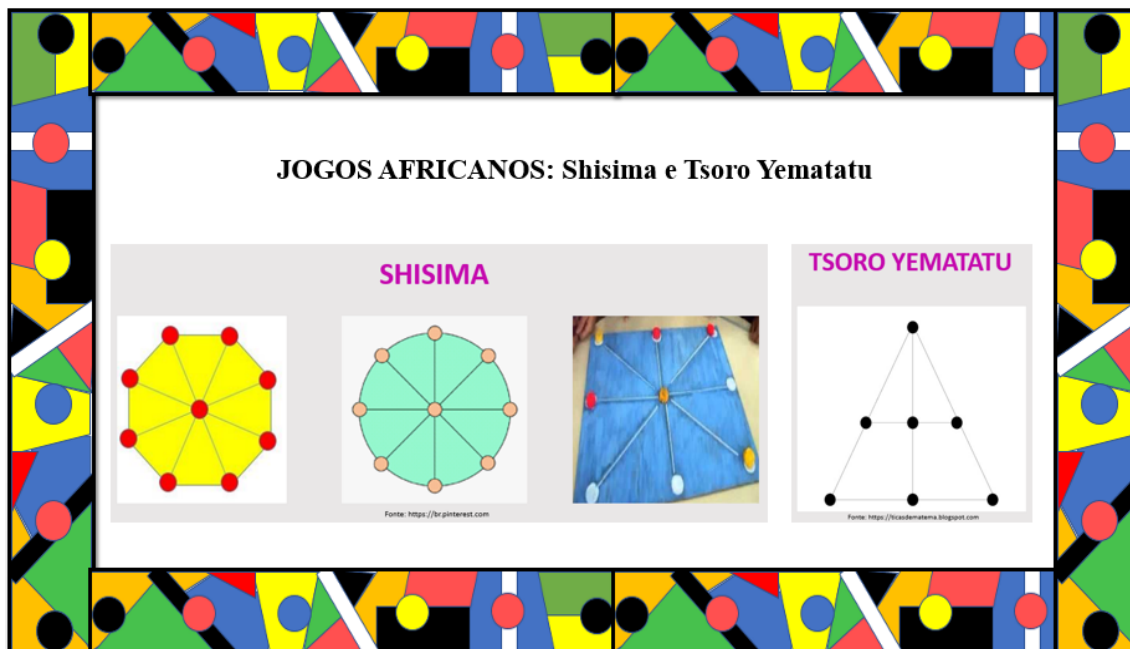 JOGOS AFRICANOS: Shisima e Tsoro Yematatu
SHISIMA
Fonte: https://br.pinterest.com
TSORO YEMATATU
Fonte: https://ticasdematema.blogspot.com